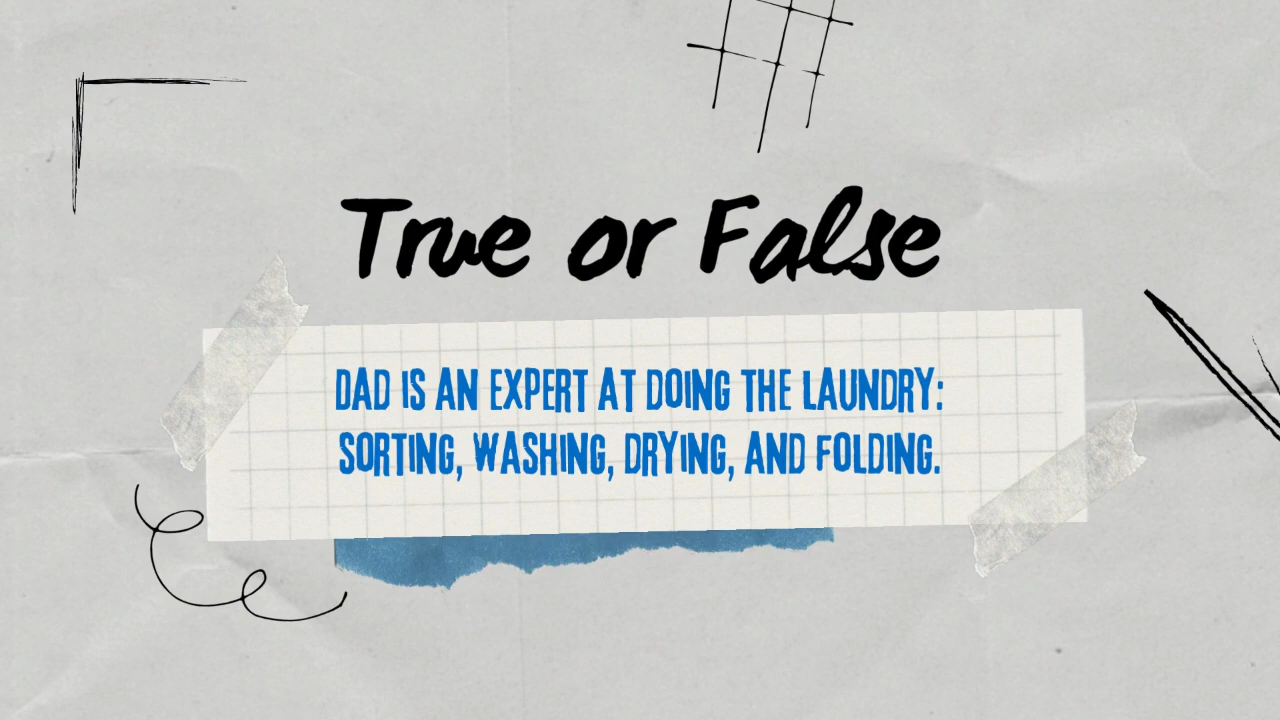 True or False
DAD IS AN EXPERT AT DOING THE LAUNDRY:
SORTING, WASHING, DRYING, AND FOLDING.